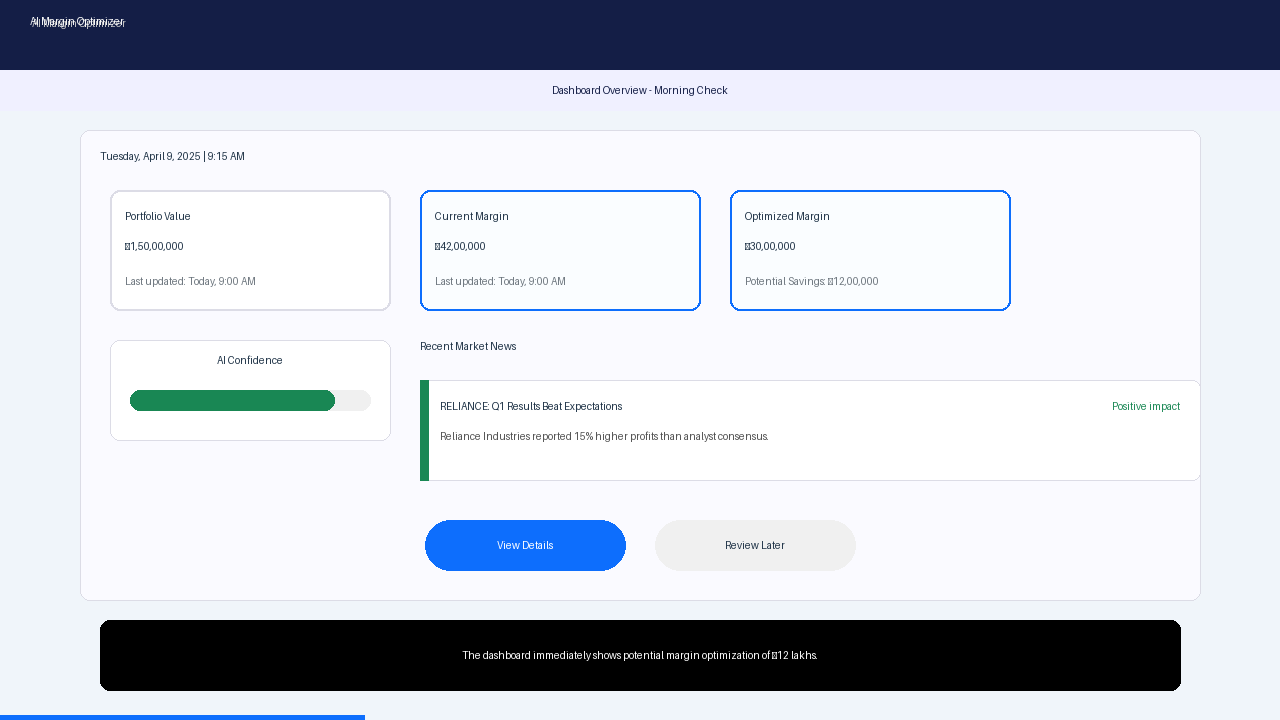 AI Margin Optimizer
Dashboard Overview - Morning Check
Tuesday, April 9, 2025 | 9:15 AM
Portfolio Value
1,50,00,000
Last updated: Today, 9:00 AM
Current Margin
42,00,000
Last updated: Today, 9:00 AM
Optimized Margin
30,00,000
Potential Savings: 12,00,000
AI Confidence
Recent Market News
RELIANCE: Q1 Results Beat Expectations
Positive impact
Reliance Industries reported 15% higher profits than analyst consensus.
View Details
Review Later
The dashboard immediately shows potential margin optimization of 12 lakhs.